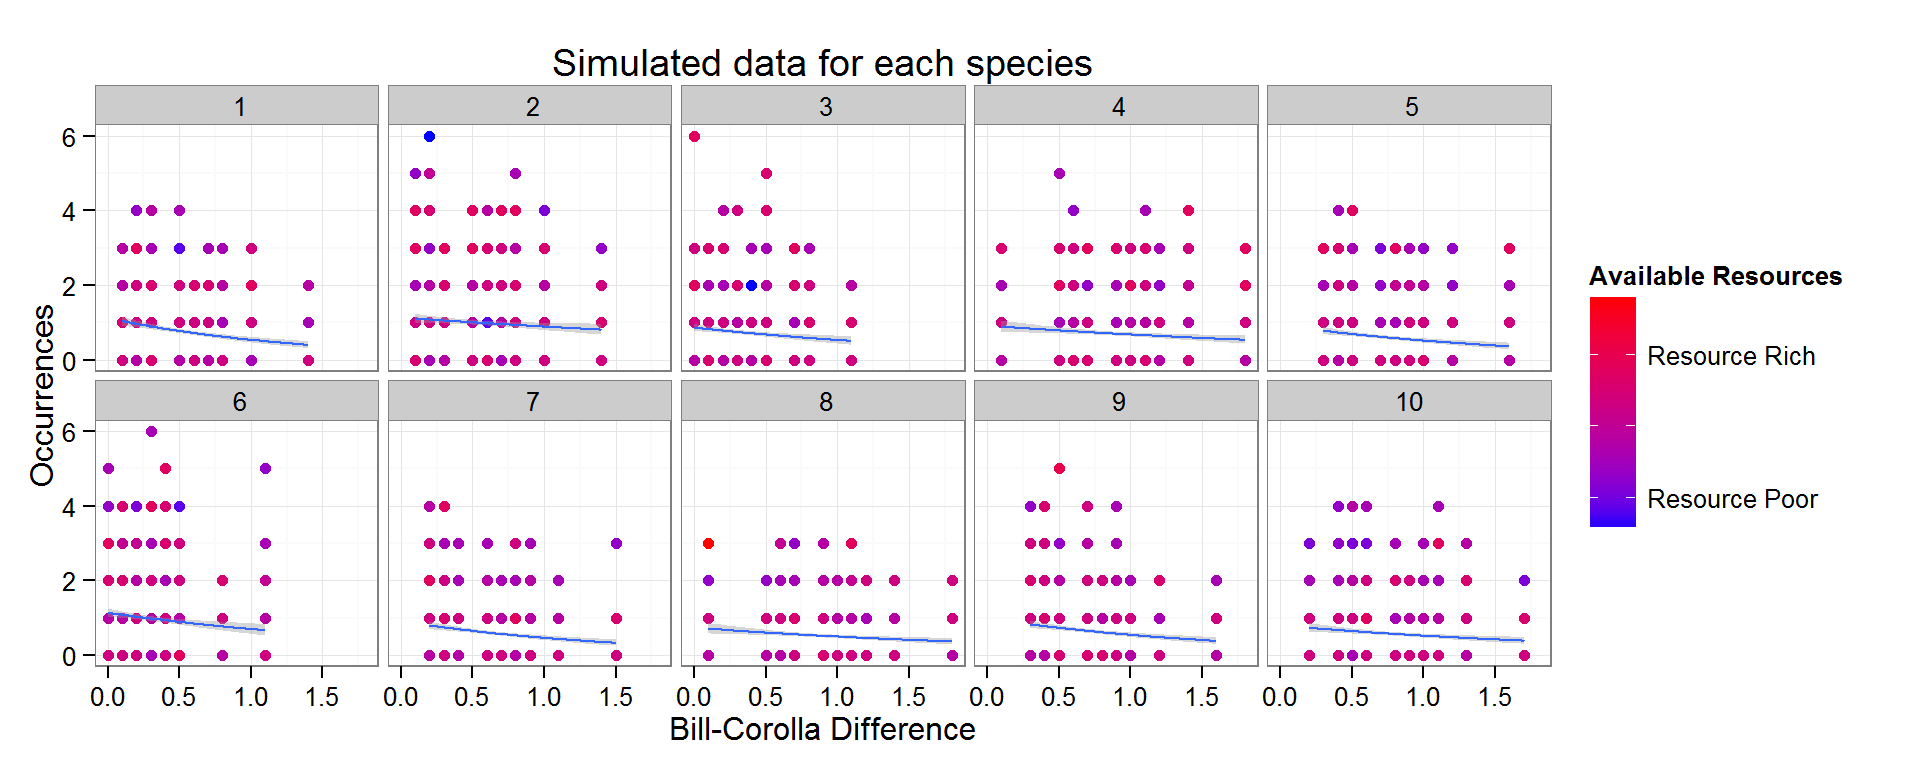 Simulated data for each species
1 2 3 4 5
6
4
2
0
6 7 8 9 10
6
4
2
0
0.0 0.5 1.0 1.5 0.0 0.5 1.0 1.5 0.0 0.5 1.0 1.5 0.0 0.5 1.0 1.5 0.0 0.5 1.0 1.5
Occurrences
Bill-Corolla Difference
Available Resources
Resource Rich
Resource Poor